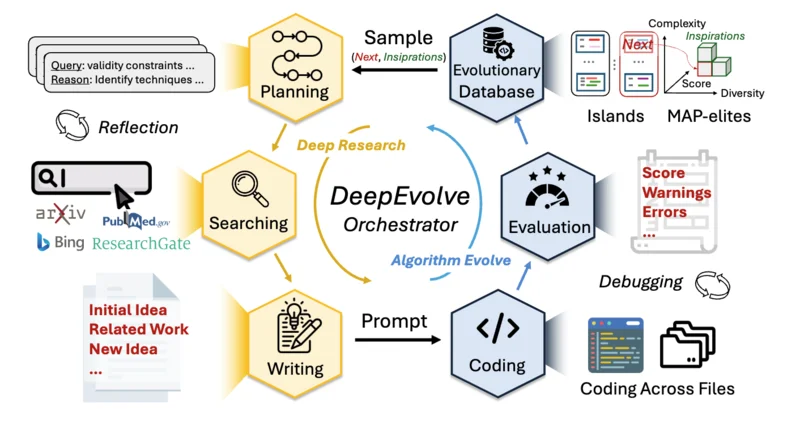 Query: validity constraints ...
Reason: Identify techniques ...
Reflection
Planning
Sample
(Next, Insiprations)
Evolutionary
Database
Next
Islands
Complexity
Inspirations
Score
Diversity
MAP-elites
Deep Research
arXiv
PubMed.gov
Bing
ResearchGate
Searching
DeepEvolve
Orchestrator
Evaluation
Score
Warnings
Errors
...
Algorithm Evolve
Debugging
Initial Idea
Related Work
New Idea
...
Writing
Prompt
</>
Coding
Coding Across Files